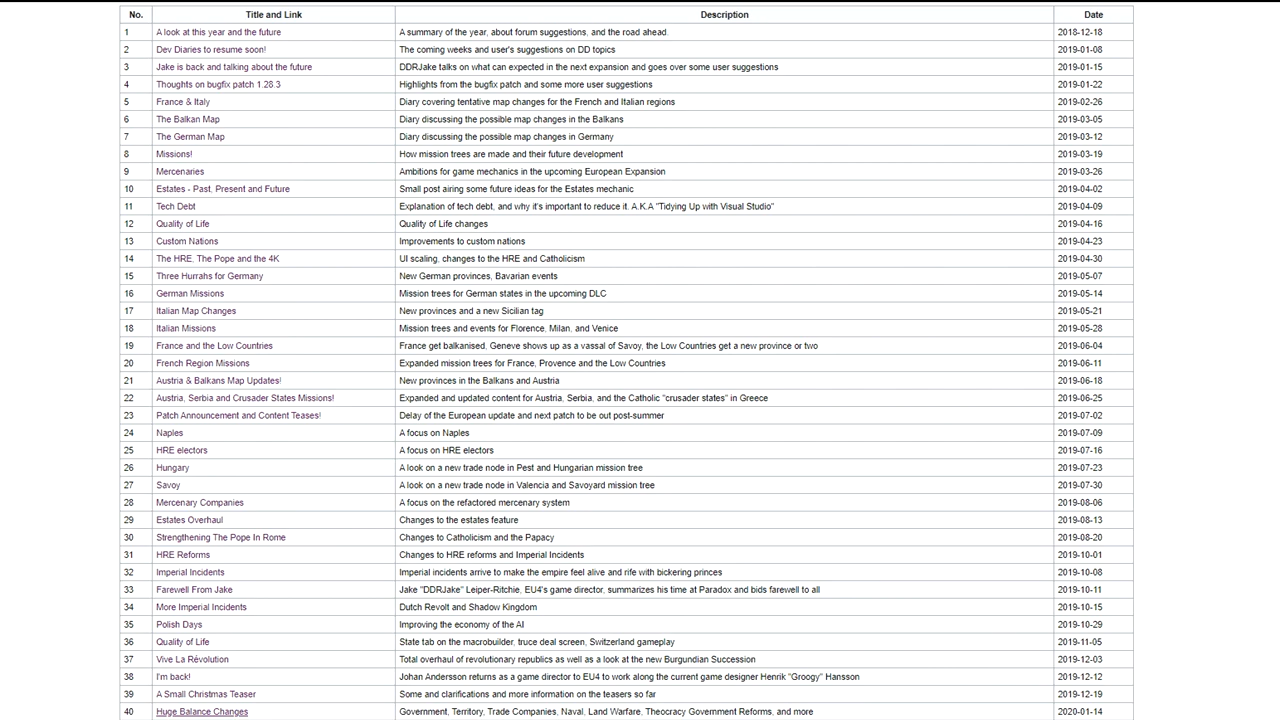 No. Title and Link Description Date
1 A look at this year and the future A summary of the year, about forum suggestions, and the road ahead. 2018-12-18
2 Dev Diaries to resume soon! The coming weeks and user's suggestions on DD topics 2019-01-08
3 Jake is back and talking about the future DDRJake talks on what can expected in the next expansion and goes over some user suggestions 2019-01-15
4 Thoughts on bugfix patch 1.28.3 Highlights from the bugfix patch and some more user suggestions 2019-01-22
5 France & Italy Diary covering tentative map changes for the French and Italian regions 2019-02-26
6 The Balkan Map Diary discussing the possible map changes in the Balkans 2019-03-05
7 The German Map Diary discussing the possible map changes in Germany 2019-03-12
8 Missions! How mission trees are made and their future development 2019-03-19
9 Mercenaries Ambitions for game mechanics in the upcoming European Expansion 2019-03-26
10 Estates - Past, Present and Future Small post airing some future ideas for the Estates mechanic 2019-04-02
11 Tech Debt Explanation of tech debt, and why it's important to reduce it. A.K.A "Tidying Up with Visual Studio" 2019-04-09
12 Quality of Life Quality of Life changes 2019-04-16
13 Custom Nations Improvements to custom nations 2019-04-23
14 The HRE, The Pope and the 4K UI scaling, changes to the HRE and Catholicism 2019-04-30
15 Three Hurrahs for Germany New German provinces, Bavarian events 2019-05-07
16 German Missions Mission trees for German states in the upcoming DLC 2019-05-14
17 Italian Map Changes New provinces and a new Sicilian tag 2019-05-21
18 Italian Missions Mission trees and events for Florence, Milan, and Venice 2019-05-28
19 France and the Low Countries France get balkanised, Geneve shows up as a vassal of Savoy, the Low Countries get a new province or two 2019-06-04
20 French Region Missions Expanded mission trees for France, Provence and the Low Countries 2019-06-11
21 Austria & Balkans Map Updates! New provinces in the Balkans and Austria 2019-06-18
22 Austria, Serbia and Crusader States Missions! Expanded and updated content for Austria, Serbia, and the Catholic "crusader states" in Greece 2019-06-25
23 Patch Announcement and Content Teases! Delay of the European update and next patch to be out post-summer 2019-07-02
24 Naples A focus on Naples 2019-07-09
25 HRE electors A focus on HRE electors 2019-07-16
26 Hungary A look on a new trade node in Pest and Hungarian mission tree 2019-07-23
27 Savoy A look on a new trade node in Valencia and Savoyard mission tree 2019-07-30
28 Mercenary Companies A focus on the refactored mercenary system 2019-08-06
29 Estates Overhaul Changes to the estates feature 2019-08-13
30 Strengthening The Pope In Rome Changes to Catholicism and the Papacy 2019-08-20
31 HRE Reforms Changes to HRE reforms and Imperial Incidents 2019-10-01
32 Imperial Incidents Imperial incidents arrive to make the empire feel alive and rife with bickering princes 2019-10-08
33 Farewell From Jake Jake "DDRJake" Leiper-Ritchie, EU4's game director, summarizes his time at Paradox and bids farewell to all 2019-10-11
34 More Imperial Incidents Dutch Revolt and Shadow Kingdom 2019-10-15
35 Polish Days Improving the economy of the AI 2019-10-29
36 Quality of Life State tab on the macrobuilder, truce deal screen, Switzerland gameplay 2019-11-05
37 Vive La Révolution Total overhaul of revolutionary republics as well as a look at the new Burgundian Succession 2019-12-03
38 I'm back! Johan Andersson returns as a game director to EU4 to work along the current game designer Henrik "Groogy" Hansson 2019-12-12
39 A Small Christmas Teaser Some and clarifications and more information on the teasers so far 2019-12-19
40 Huge Balance Changes Government, Territory, Trade Companies, Naval, Land Warfare, Theocracy Government Reforms, and more 2020-01-14